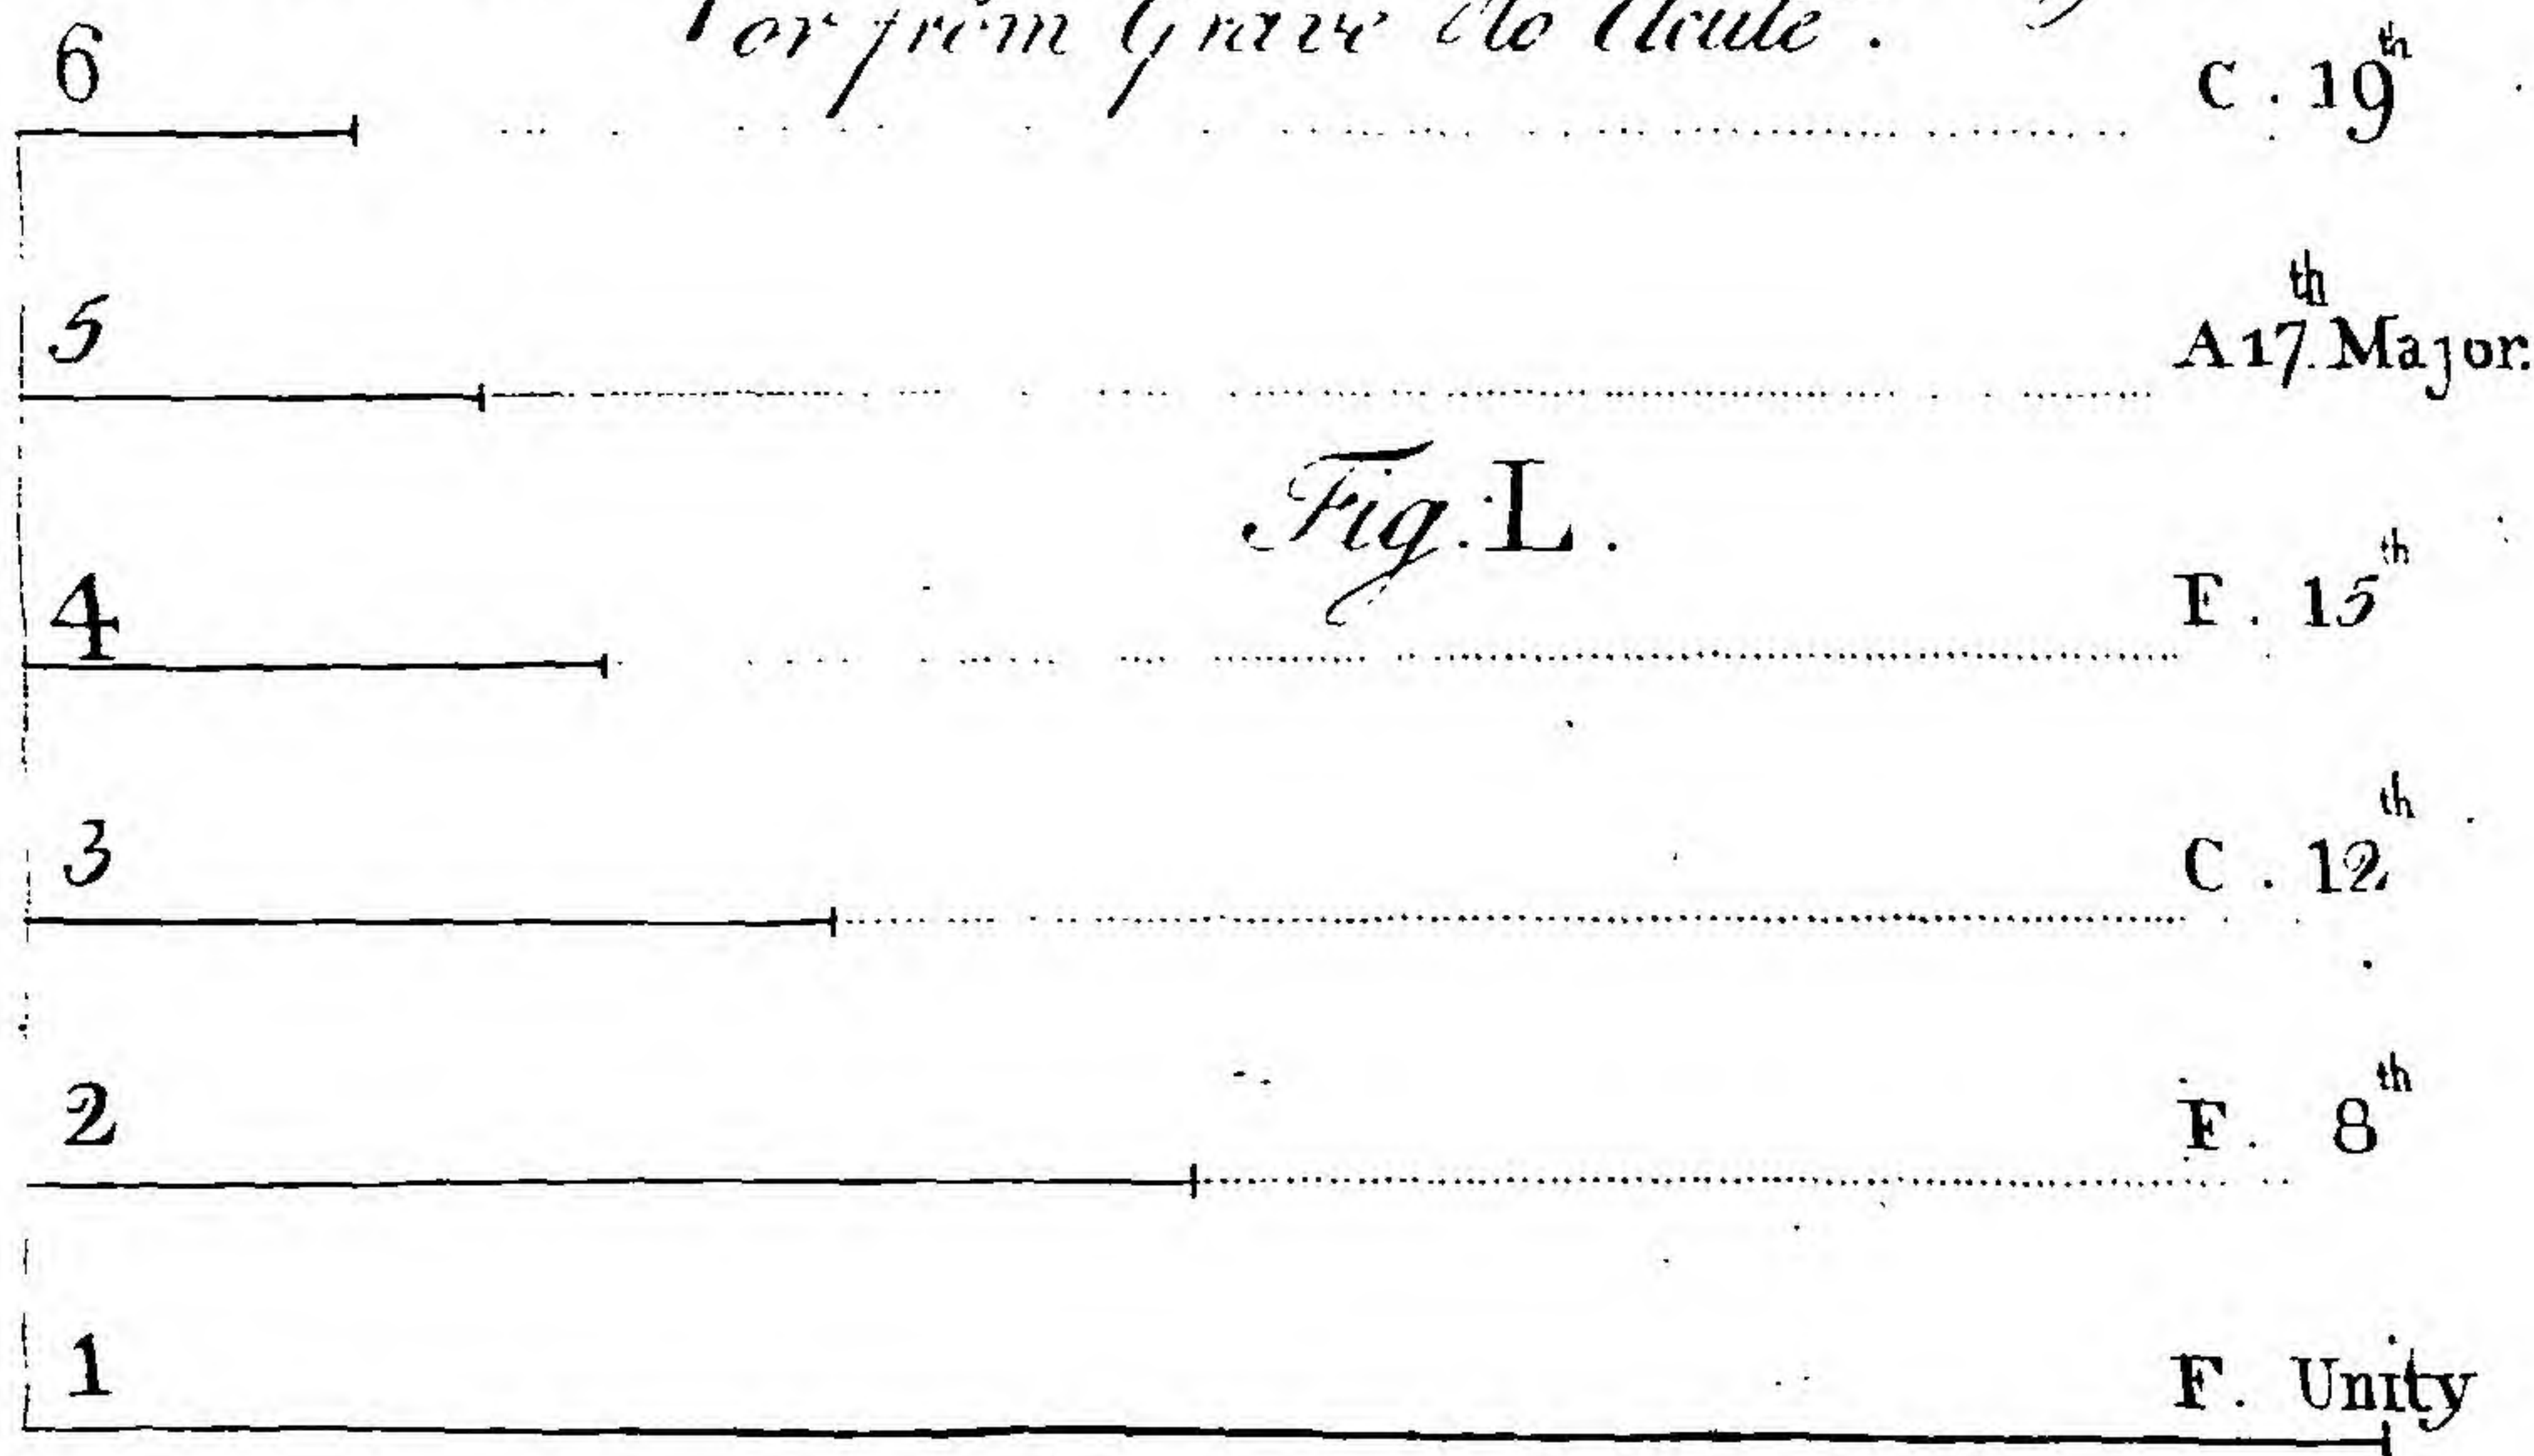 or from Grave to Acute .
6 C . 19th
5 A 17th Major.
Fig. L .
4 F . 15th
3 C . 12th
2 F . 8th
1 F . Unity